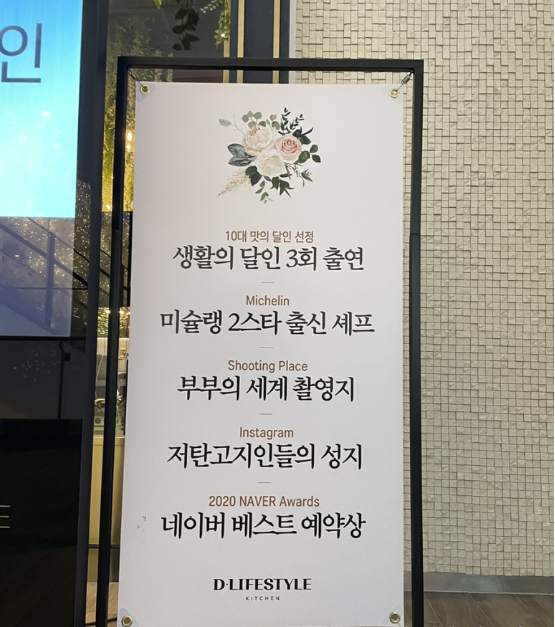 인
10대 맛의 달인 선정
생활의 달인 3회 출연
Michelin
미슐랭 2스타 출신 셰프
Shooting Place
부부의 세계 촬영지
Instagram
저탄고지인들의 성지
2020 NAVER Awards
네이버 베스트 예약상
D·LIFESTYLE
KITCHEN